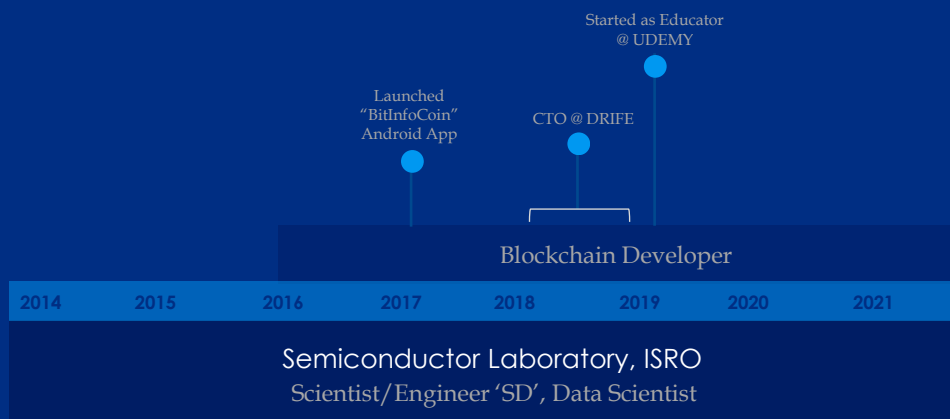 Started as Educator
@ UDEMY
Launched
“BitInfoCoin”
Android App
CTO @ DRIFE
Blockchain Developer
2014 2015 2016 2017 2018 2019 2020 2021
Semiconductor Laboratory, ISRO
Scientist/Engineer ‘SD’, Data Scientist